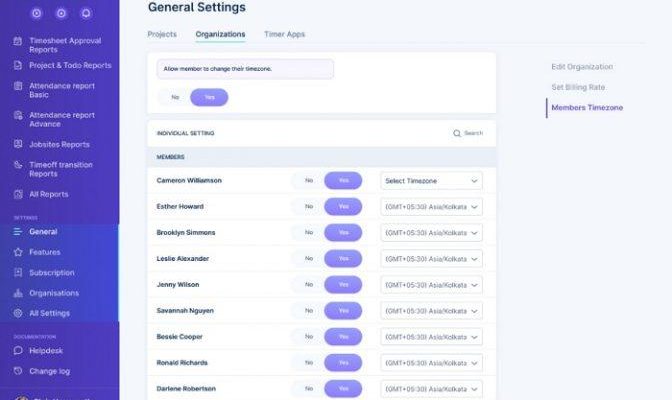 General Settings
Projects
Organizations
Timer Apps
Timesheet Approval
Reports
Project & Todo Reports
Attendance report
Basic
Attendance report
Advance
Jobsites Reports
Timeoff transition
Reports
All Reports
SETTINGS
General
Features
Subscription
Organisations
All Settings
DOCUMENTATION
Helpdesk
Change log
Allow member to change their timezone.
No Yes
INDIVIDUAL SETTING Search
MEMBERS
Cameron Williamson No Yes Select Timezone
Esther Howard No Yes (GMT+05:30) Asia/Kolkata
Brooklyn Simmons No Yes (GMT+05:30) Asia/Kolkata
Leslie Alexander No Yes (GMT+05:30) Asia/Kolkata
Jenny Wilson No Yes (GMT+05:30) Asia/Kolkata
Savannah Nguyen No Yes (GMT+05:30) Asia/Kolkata
Bessie Cooper No Yes (GMT+05:30) Asia/Kolkata
Ronald Richards No Yes (GMT+05:30) Asia/Kolkata
Darlene Robertson No Yes (GMT+05:30) Asia/Kolkata
Edit Organization
Set Billing Rate
Members Timezone